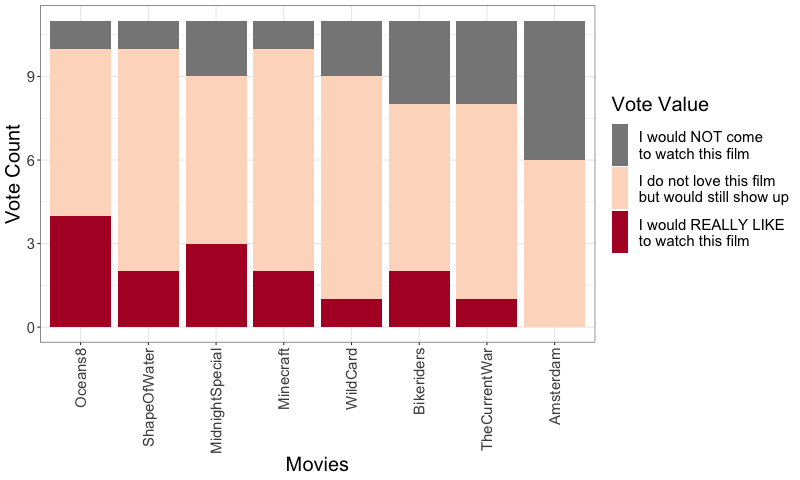 Vote Count
9
6
3
0
Oceans8
ShapeOfWater
MidnightSpecial
Minecraft
WildCard
Bikeriders
TheCurrentWar
Amsterdam
Movies
Vote Value
I would NOT come
to watch this film
I do not love this film
but would still show up
I would REALLY LIKE
to watch this film